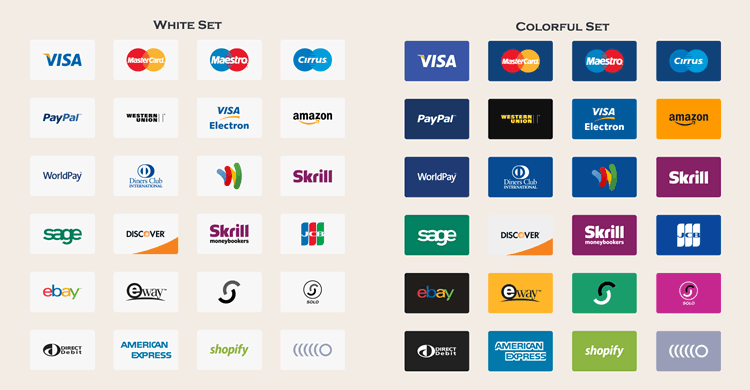 WHITE SET
VISA
MasterCard
Maestro
Cirrus
PayPal
WESTERN
UNION
VISA
Electron
amazon
WorldPay
Diners Club
INTERNATIONAL
Skrill
sage
DISCOVER
Skrill
moneybookers
JCB
ebay
eway
SOLO
DIRECT
Debit
AMERICAN
EXPRESS
shopify
COLORFUL SET
VISA
MasterCard
Maestro
Cirrus
PayPal
WESTERN
UNION
VISA
Electron
amazon
WorldPay
Diners Club
INTERNATIONAL
Skrill
sage
DISCOVER
Skrill
moneybookers
JCB
ebay
eway
SOLO
DIRECT
Debit
AMERICAN
EXPRESS
shopify